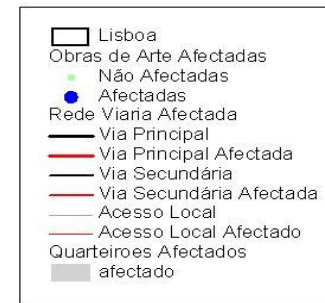 Lisboa
Obras de Arte Afectadas
Não Afectadas
Afectadas
Rede Viaria Afectada
Via Principal
Via Principal Afectada
Via Secundária
Via Secundária Afectada
Acesso Local
Acesso Local Afectado
Quarteiroes Afectados
afectado